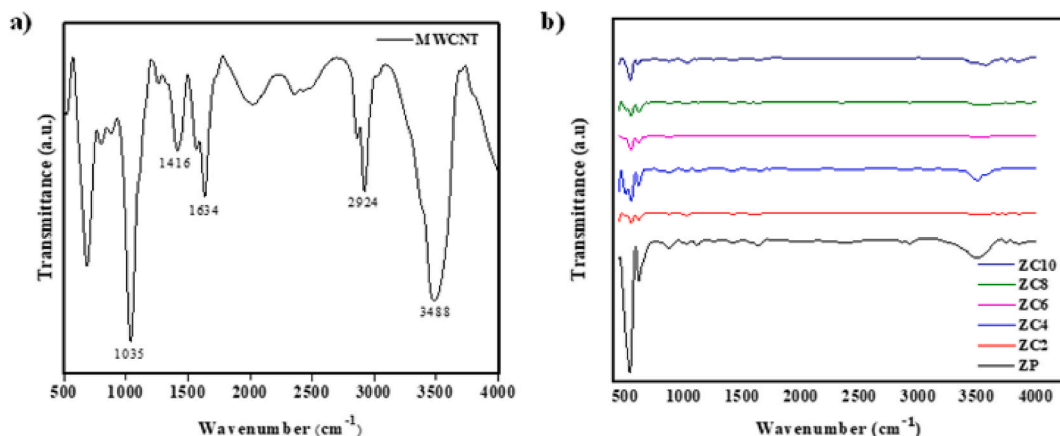 a)
MWCNT
1416
1634
2924
3488
1035
Transmittance (a.u.)
500 1000 1500 2000 2500 3000 3500 4000
Wavenumber (cm-1)
b)
ZC10
ZC8
ZC6
ZC4
ZC2
ZP
Transmittance (a.u)
500 1000 1500 2000 2500 3000 3500 4000
Wavenumber (cm-1)